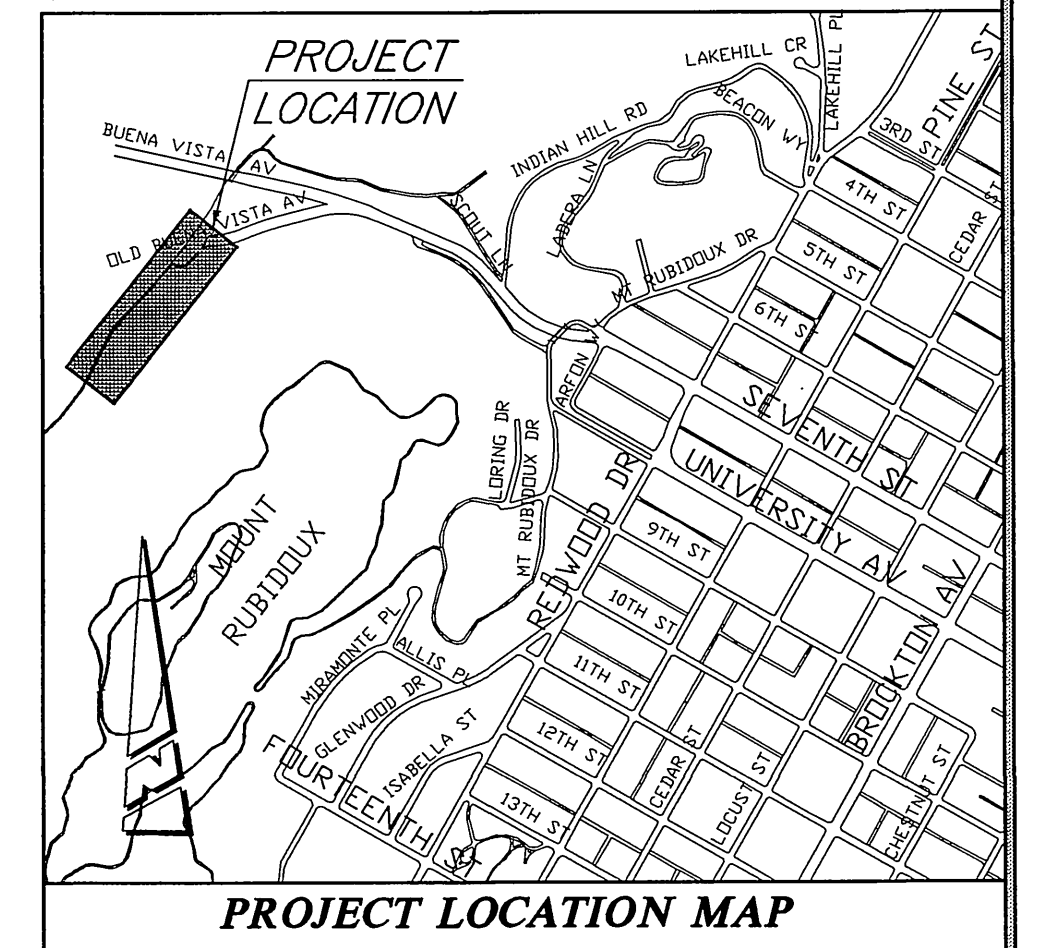 PROJECT
LOCATION
LAKEHILL CR
LAKEHILL PL
PINE ST
BEACON WY
INDIAN HILL RD
3RD ST
BUENA VISTA AV
4TH ST
CEDAR ST
LADERA LN
OLD BUENA VISTA AV
SCOUT LN
5TH ST
MT RUBIDOUX DR
6TH ST
ARFON W
SEVENTH ST
LORING DR
MT RUBIDOUX DR
UNIVERSITY AV
REDWOOD DR
9TH ST
MOUNT
RUBIDOUX
10TH ST
BROCKTON AV
MIRAMONTE PL
ALLIS PL
11TH ST
GLENWOOD DR
ISABELLA ST
12TH ST
CEDAR ST
LOCUST ST
CHESTNUT ST
FOURTEENTH ST
13TH ST
N
PROJECT LOCATION MAP